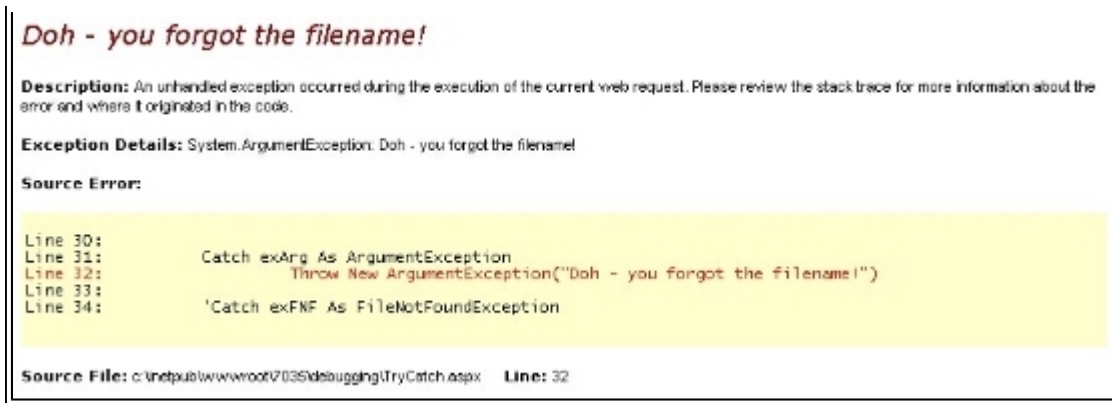 Doh - you forgot the filename!
Description: An unhandled exception occurred during the execution of the current web request. Please review the stack trace for more information about the
error and where it originated in the code.
Exception Details: System.ArgumentException: Doh - you forgot the filename!
Source Error:
Line 30:
Line 31: Catch exArg As ArgumentException
Line 32: Throw New ArgumentException("Doh - you forgot the filename!")
Line 33:
Line 34: 'Catch exFNF As FileNotFoundException
Source File: c:\inetpub\wwwroot\7035\debugging\TryCatch.aspx Line: 32